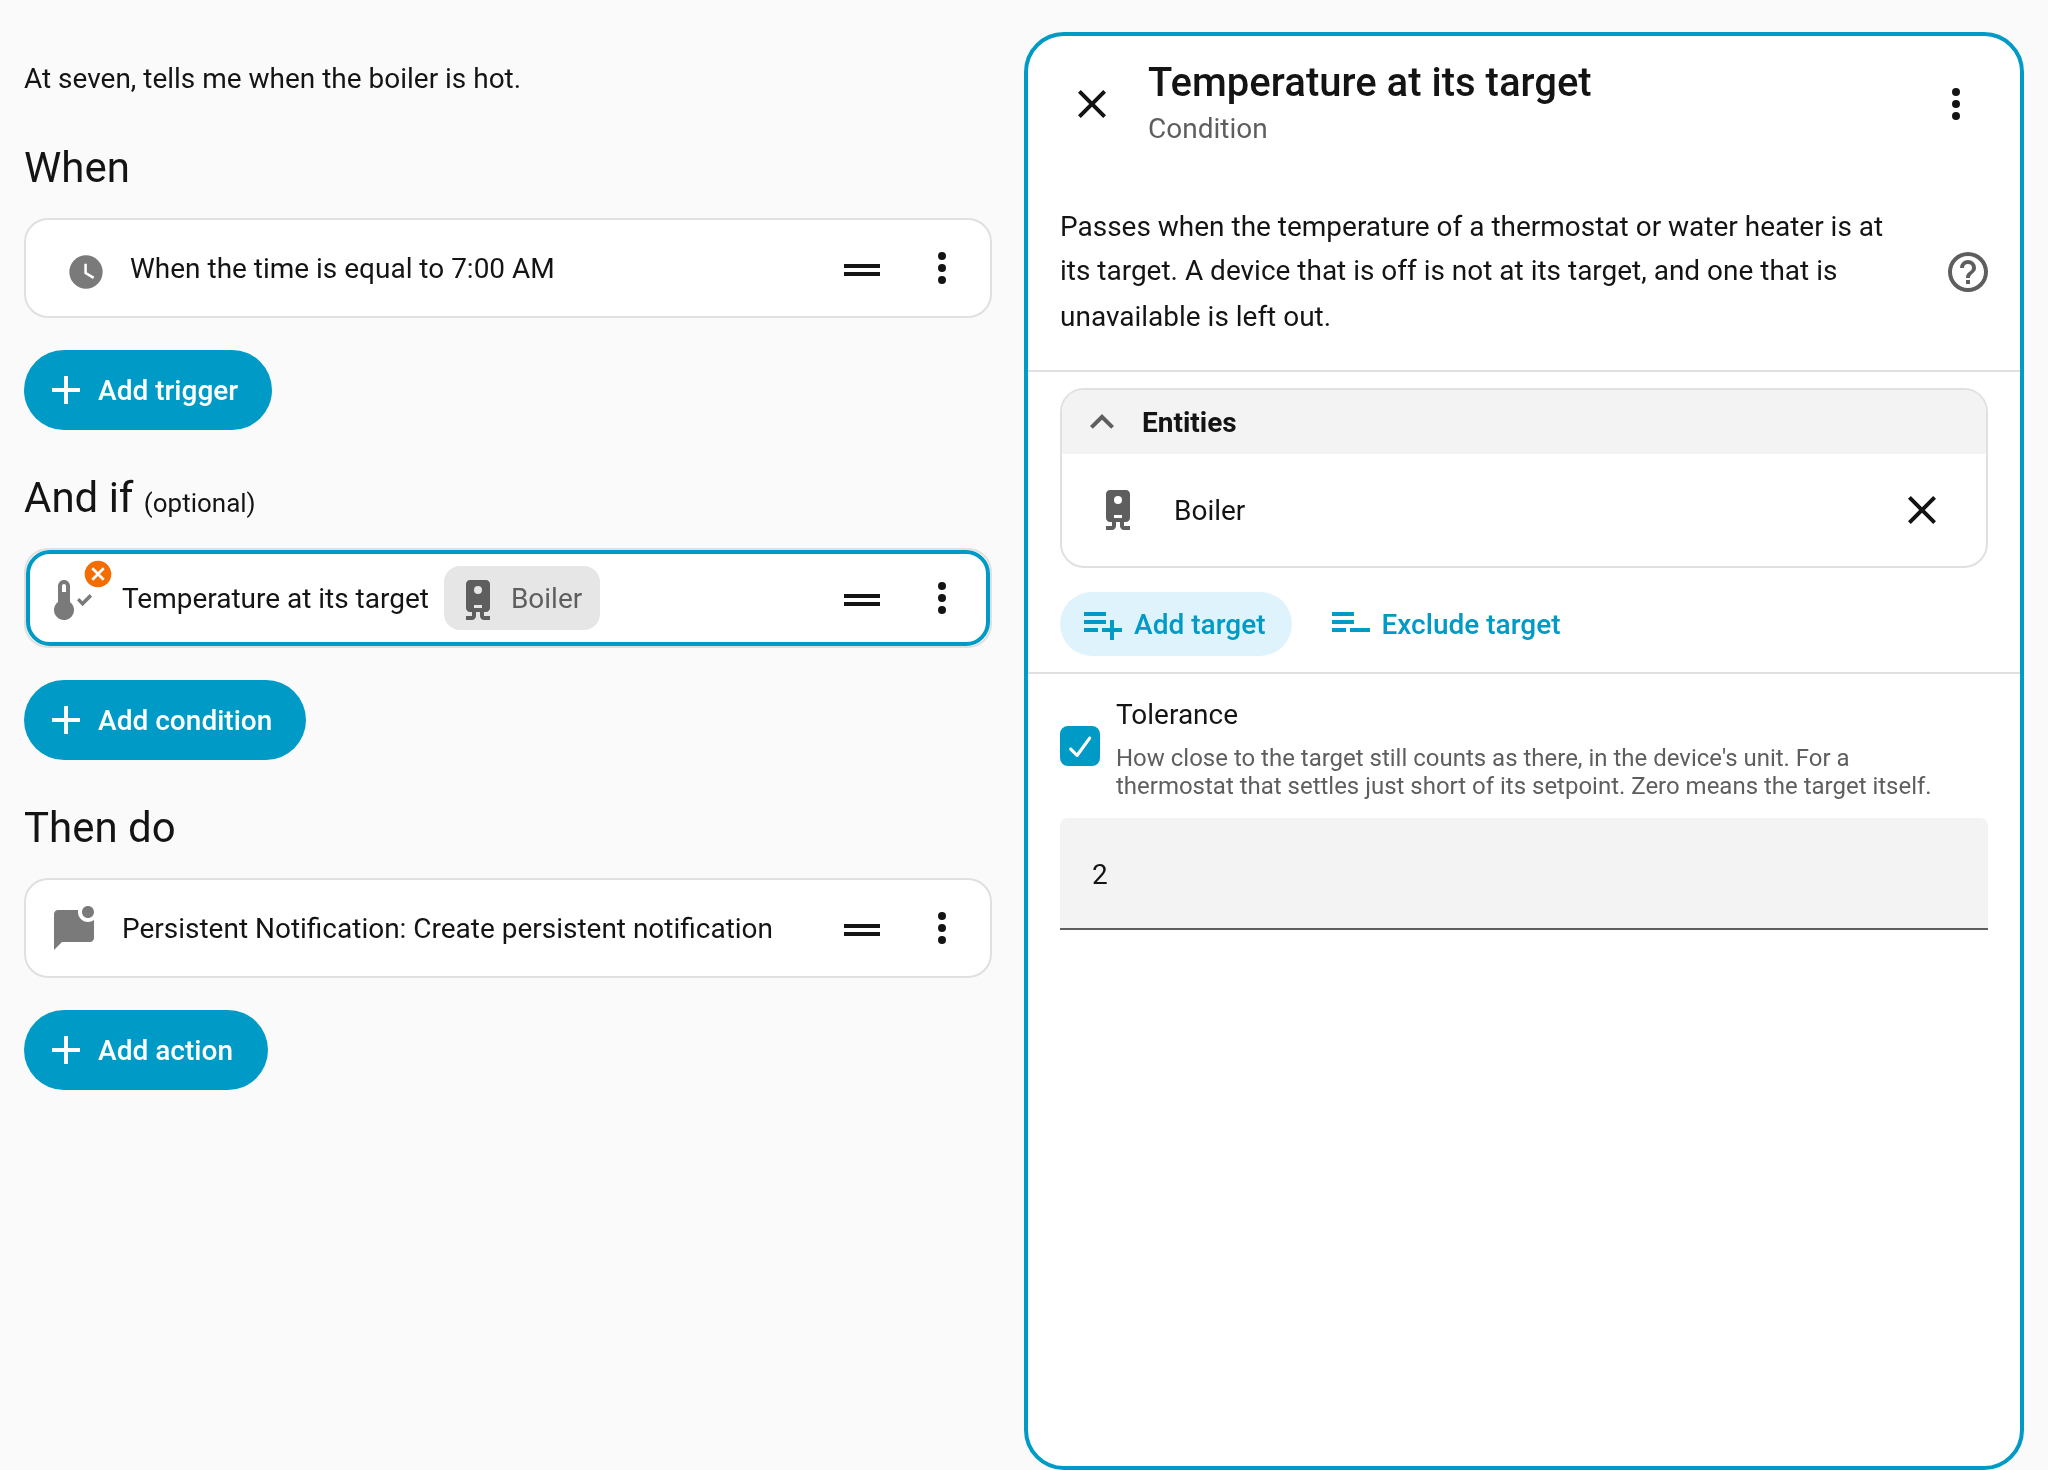 At seven, tells me when the boiler is hot.
When
When the time is equal to 7:00 AM
Add trigger
And if (optional)
Temperature at its target Boiler
Add condition
Then do
Persistent Notification: Create persistent notification
Add action
Temperature at its target
Condition
Passes when the temperature of a thermostat or water heater is at
its target. A device that is off is not at its target, and one that is
unavailable is left out.
Entities
Boiler
Add target Exclude target
Tolerance
How close to the target still counts as there, in the device's unit. For a
thermostat that settles just short of its setpoint. Zero means the target itself.
2